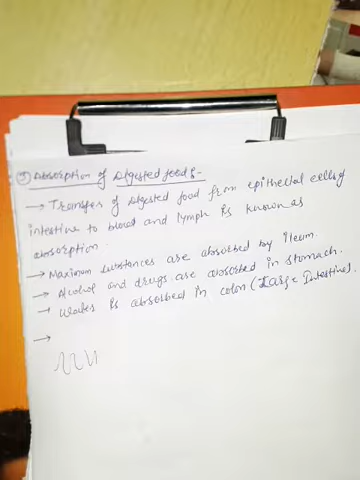 ③ Absorption of digested food :-
→ Transfer of digested food from epithelial cells of
intestine to blood and lymph is known as
absorption.
→ Maximum substances are absorbed by ileum.
→ Alcohol and drugs are absorbed in stomach.
→ Water is absorbed in colon (Large Intestine).
→